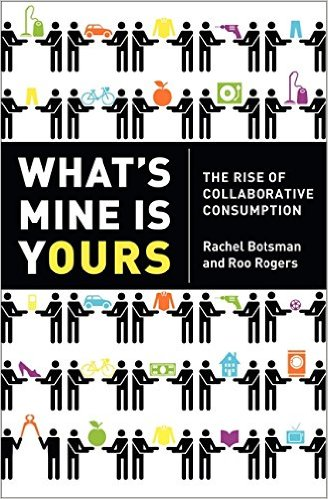 WHAT'S
MINE IS
YOURS
THE RISE OF
COLLABORATIVE
CONSUMPTION
Rachel Botsman
and Roo Rogers